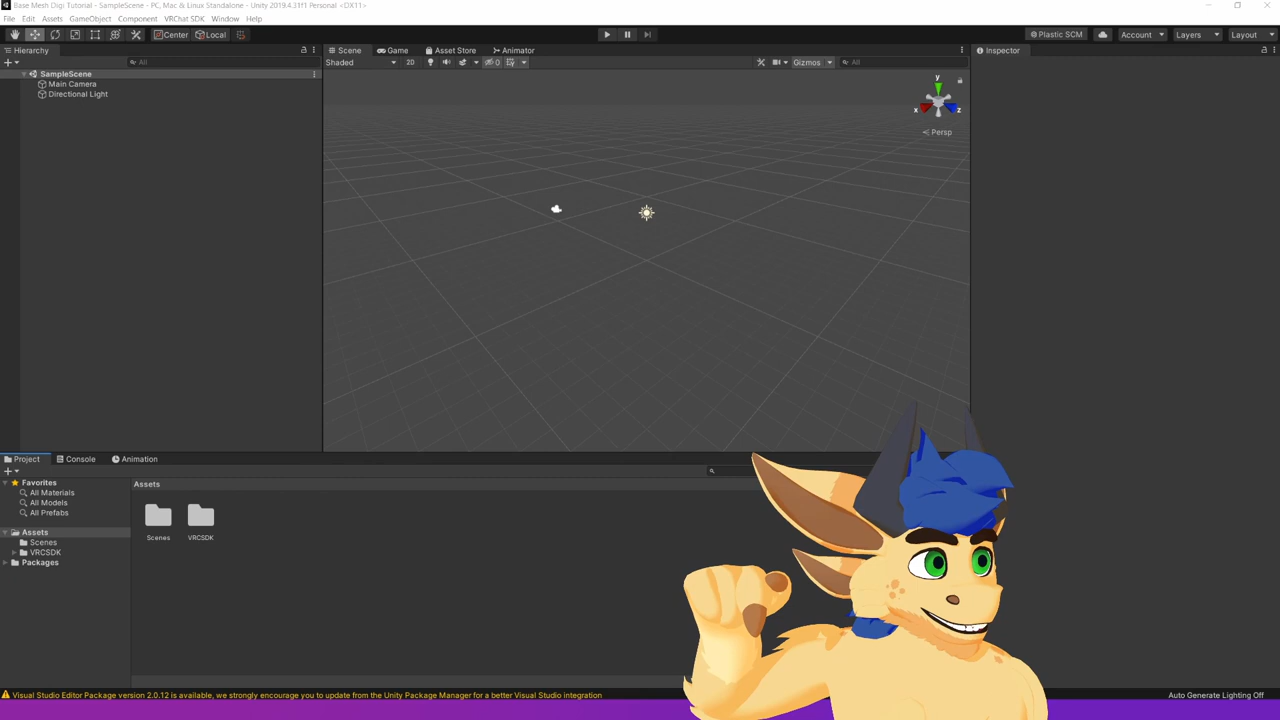 Base Mesh Digi Tutorial - SampleScene - PC, Mac & Linux Standalone - Unity 2019.4.31f1 Personal <DX11>
File Edit Assets GameObject Component VRChat SDK Window Help
Center Local Plastic SCM Account Layers Layout
Hierarchy Scene Game Asset Store Animator Inspector
All Shaded 2D 0 Gizmos All
SampleScene
Main Camera
Directional Light
y
x z
Persp
Project Console Animation
Favorites
All Materials
All Models
All Prefabs
Assets
Scenes
VRCSDK
Packages
Assets
Scenes VRCSDK
Visual Studio Editor Package version 2.0.12 is available, we strongly encourage you to update from the Unity Package Manager for a better Visual Studio integration
Auto Generate Lighting Off